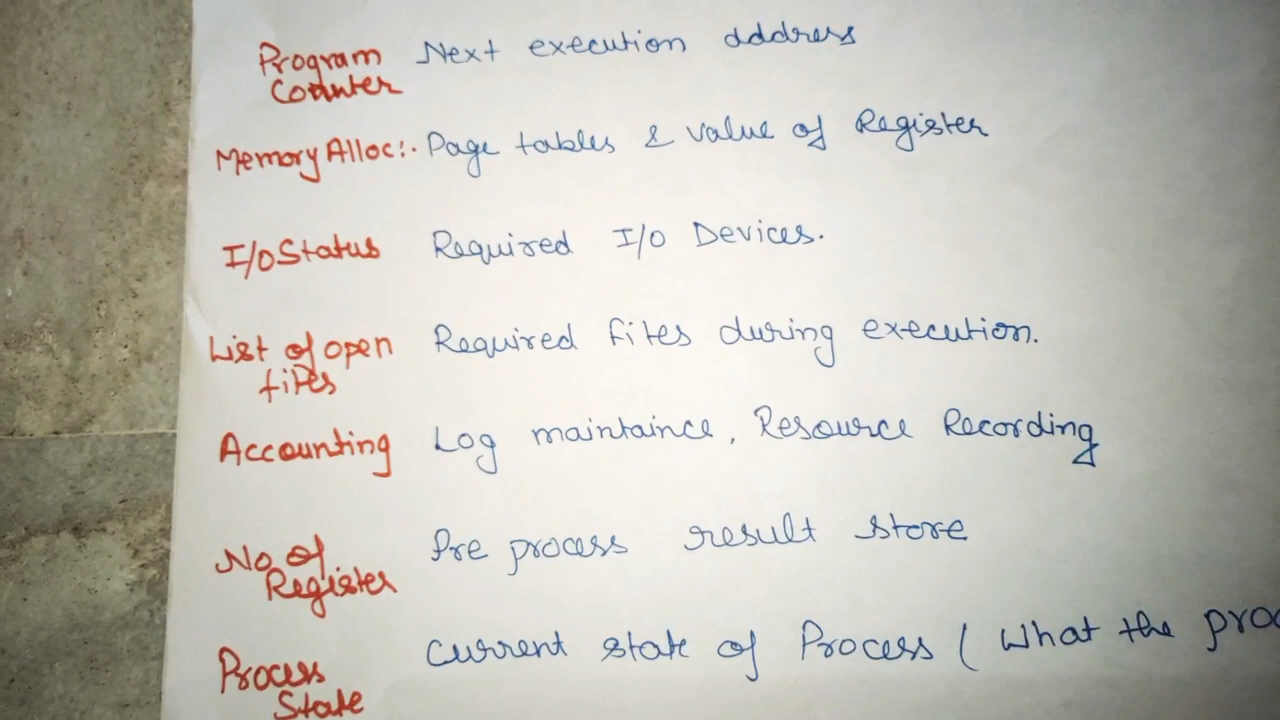 Program Next execution address
Counter
Memory Alloc:. Page tables & value of Register
I/O Status Required I/O Devices.
List of open Required files during execution.
files
Accounting Log maintaince, Resource Recording
No of Pre process result store
Register
Process Current state of Process ( What the proc
State